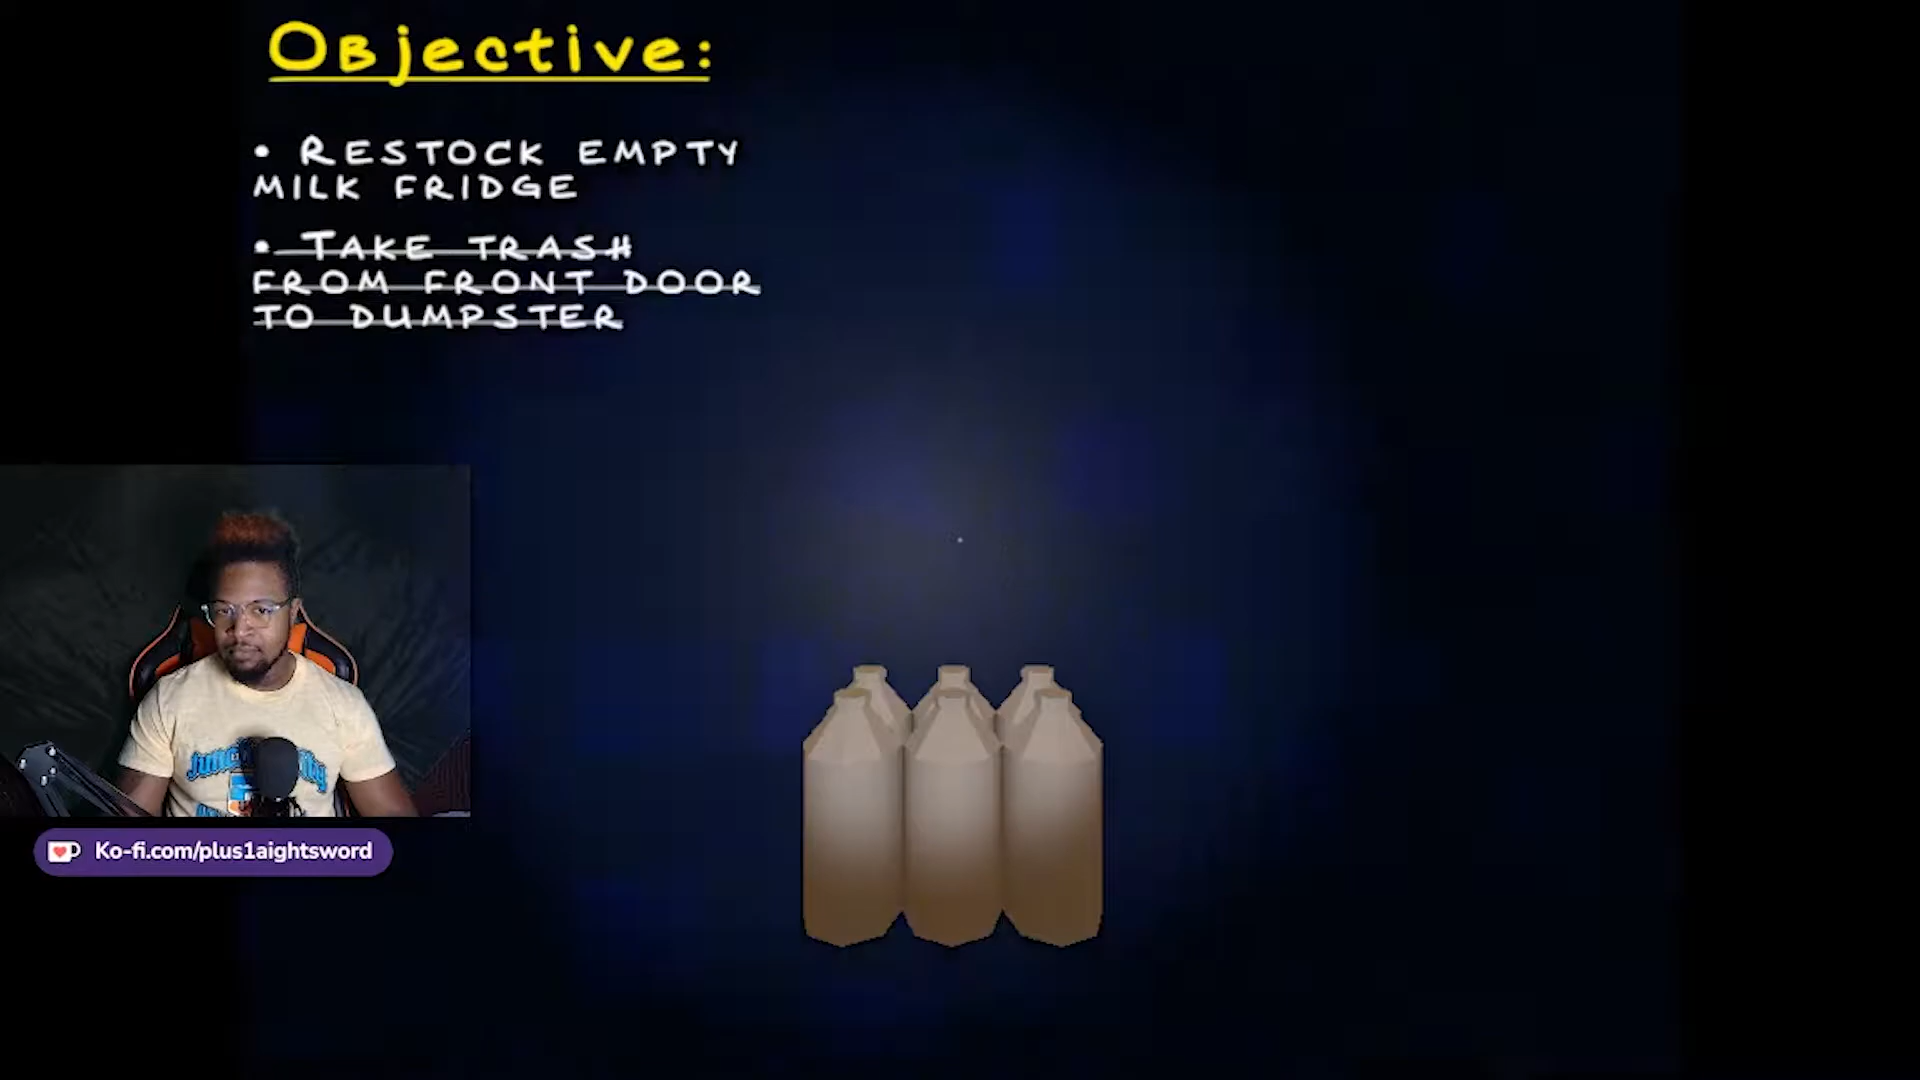 Objective:
• RESTOCK EMPTY
MILK FRIDGE
• TAKE TRASH
FROM FRONT DOOR
TO DUMPSTER
Ko-fi.com/plus1aightsword